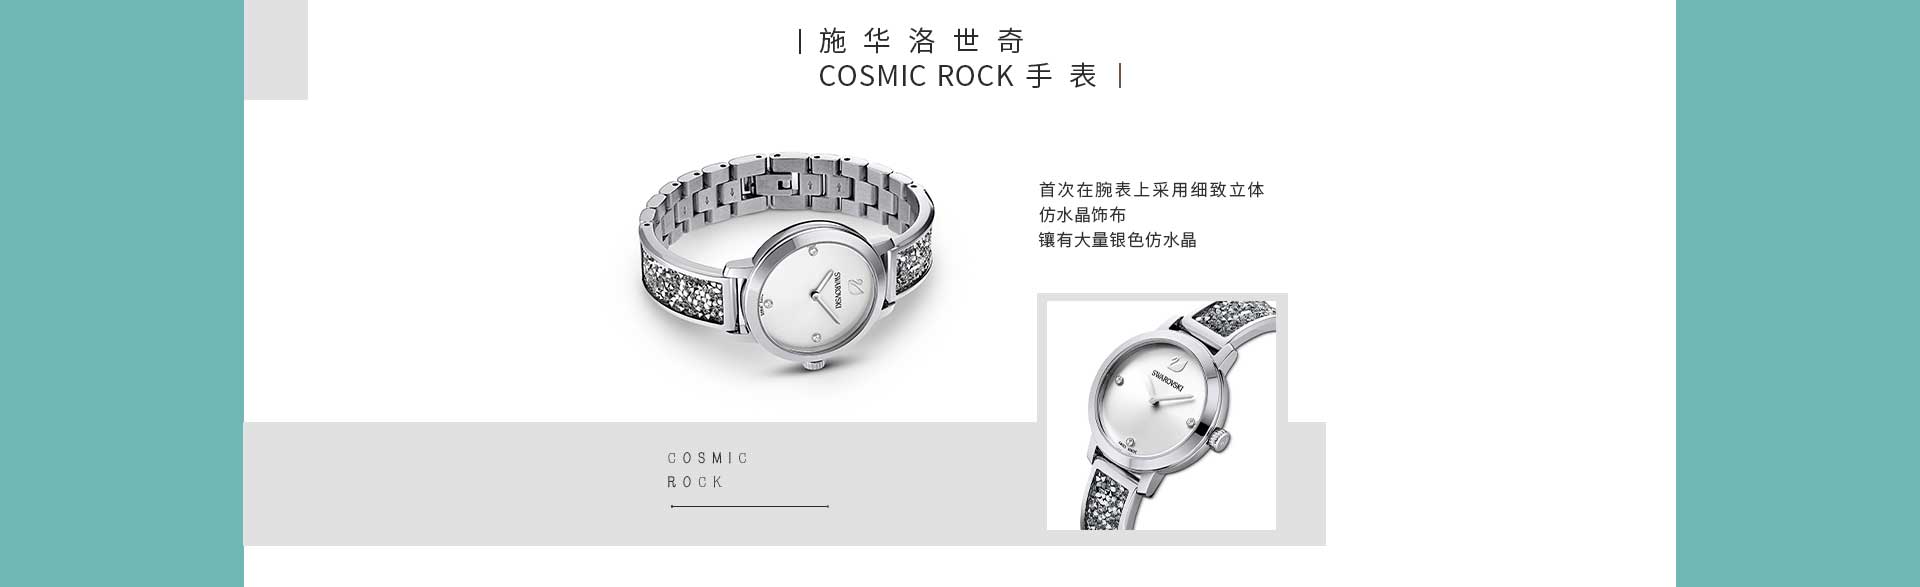 施华洛世奇
COSMIC ROCK 手表
首次在腕表上采用细致立体
仿水晶饰布
镶有大量银色仿水晶
SWAROVSKI
SWAROVSKI
COSMIC
ROCK